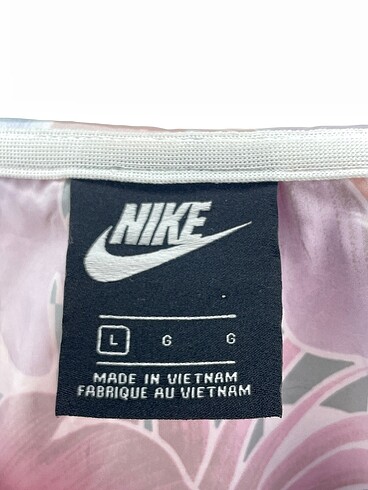 NIKE
L G G
MADE IN VIETNAM
FABRIQUE AU VIETNAM